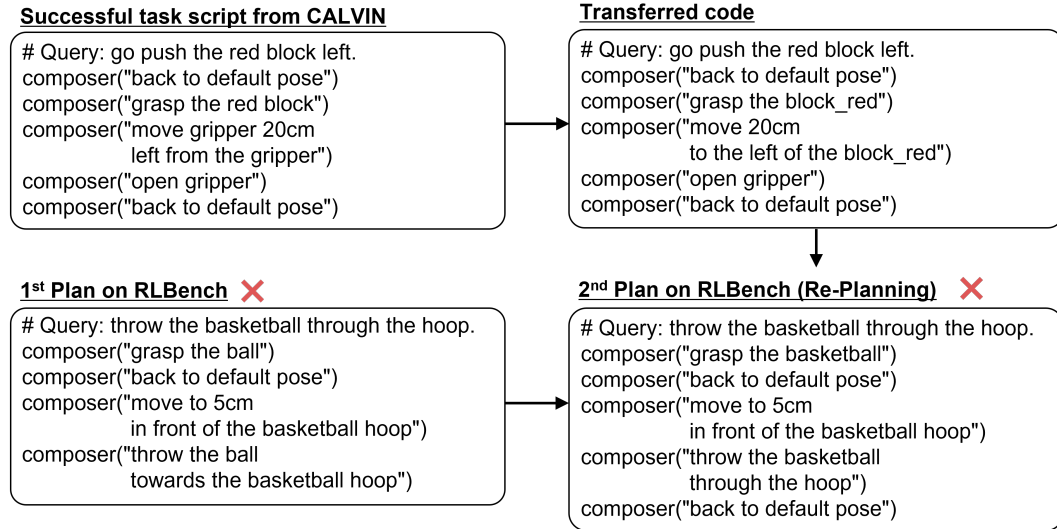 Successful task script from CALVIN
# Query: go push the red block left.
composer("back to default pose")
composer("grasp the red block")
composer("move gripper 20cm
left from the gripper")
composer("open gripper")
composer("back to default pose")
Transferred code
# Query: go push the red block left.
composer("back to default pose")
composer("grasp the block_red")
composer("move 20cm
to the left of the block_red")
composer("open gripper")
composer("back to default pose")
1st Plan on RLBench
# Query: throw the basketball through the hoop.
composer("grasp the ball")
composer("back to default pose")
composer("move to 5cm
in front of the basketball hoop")
composer("throw the ball
towards the basketball hoop")
2nd Plan on RLBench (Re-Planning)
# Query: throw the basketball through the hoop.
composer("grasp the basketball")
composer("back to default pose")
composer("move to 5cm
in front of the basketball hoop")
composer("throw the basketball
through the hoop")
composer("back to default pose")